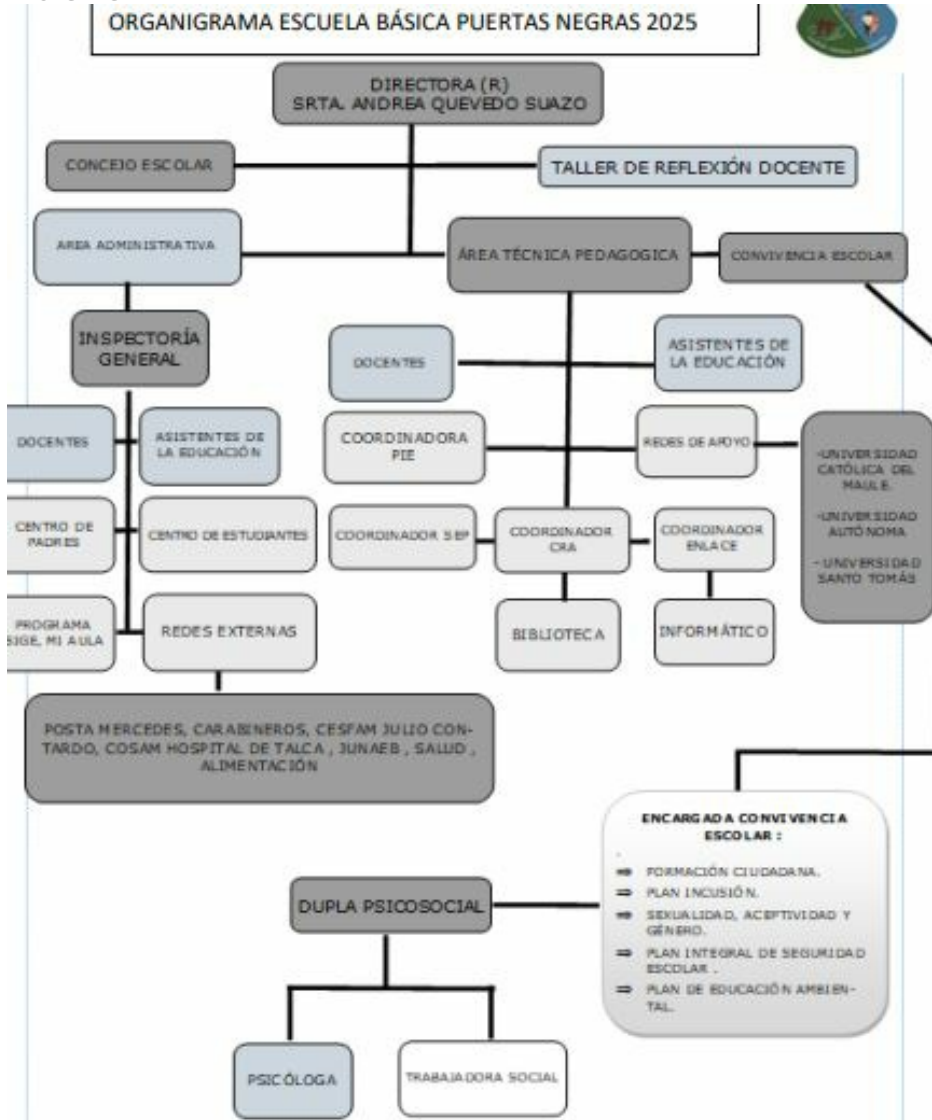 ORGANIGRAMA ESCUELA BÁSICA PUERTAS NEGRAS 2025
DIRECTORA (R)
SRTA. ANDREA QUEVEDO SUAZO
CONCEJO ESCOLAR
TALLER DE REFLEXIÓN DOCENTE
AREA ADMINISTRATIVA
ÁREA TÉCNICA PEDAGOGICA
CONVIVENCIA ESCOLAR
INSPECTORÍA
GENERAL
DOCENTES
ASISTENTES DE
LA EDUCACIÓN
DOCENTES
ASISTENTES DE
LA EDUCACIÓN
COORDINADORA
PIE
REDES DE APOYO
-UNIVERSIDAD
CATÓLICA DEL
MAULE.
-UNIVERSIDAD
AUTÓNOMA
- UNIVERSIDAD
SANTO TOMÁS
CENTRO DE
PADRES
CENTRO DE ESTUDIANTES
COORDINADOR SEP
COORDINADOR
CRA
COORDINADOR
ENLACE
PROGRAMA
SIGE, MI AULA
REDES EXTERNAS
BIBLIOTECA
INFORMÁTICO
POSTA MERCEDES, CARABINEROS, CESFAM JULIO CON-
TARDO, COSAM HOSPITAL DE TALCA , JUNAEB , SALUD ,
ALIMENTACIÓN
ENCARGADA CONVIVENCIA
ESCOLAR :
.
⇒ FORMACIÓN CIUDADANA.
⇒ PLAN INCUSIÓN.
⇒ SEXUALIDAD, ACEFTIVIDAD Y
GÉNERO.
⇒ PLAN INTEGRAL DE SEGURIDAD
ESCOLAR .
⇒ PLAN DE EDUCACIÓN AMBIEN-
TAL.
DUPLA PSICOSOCIAL
PSICÓLOGA
TRABAJADORA SOCIAL